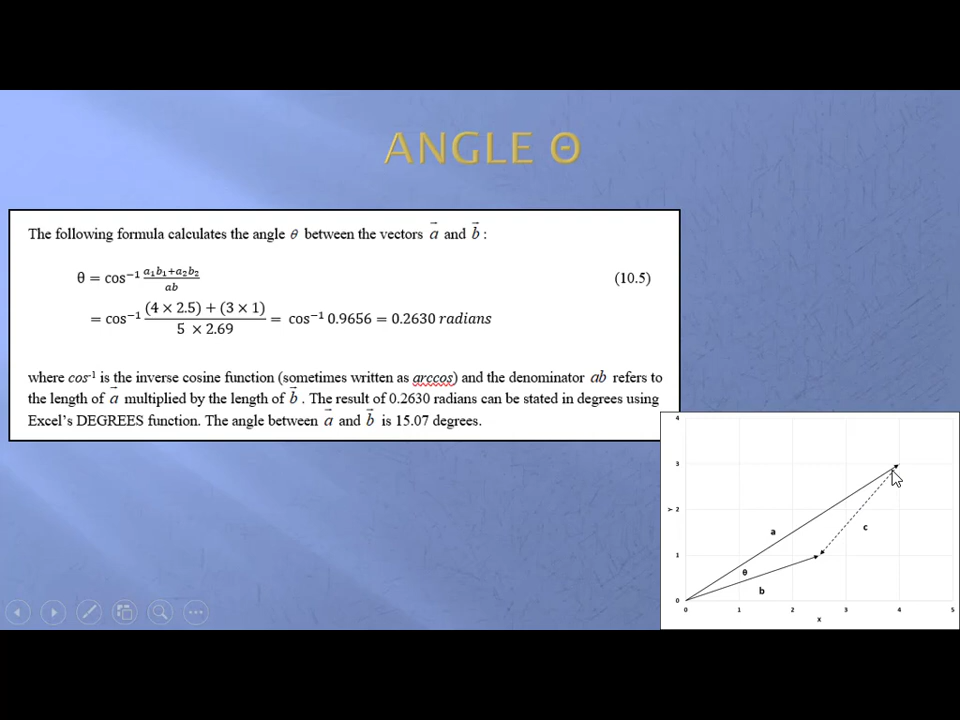 ANGLE Θ
The following formula calculates the angle θ between the vectors a⃗ and b⃗ :
θ = cos⁻¹ (a₁b₁+a₂b₂)/(ab) (10.5)
= cos⁻¹ ((4 × 2.5) + (3 × 1))/(5 × 2.69) = cos⁻¹ 0.9656 = 0.2630 radians
where cos⁻¹ is the inverse cosine function (sometimes written as arccos) and the denominator ab refers to
the length of a⃗ multiplied by the length of b⃗ . The result of 0.2630 radians can be stated in degrees using
Excel's DEGREES function. The angle between a⃗ and b⃗ is 15.07 degrees.
4
3
Y 2
1
0
a
c
θ
b
0 1 2 3 4 5
X